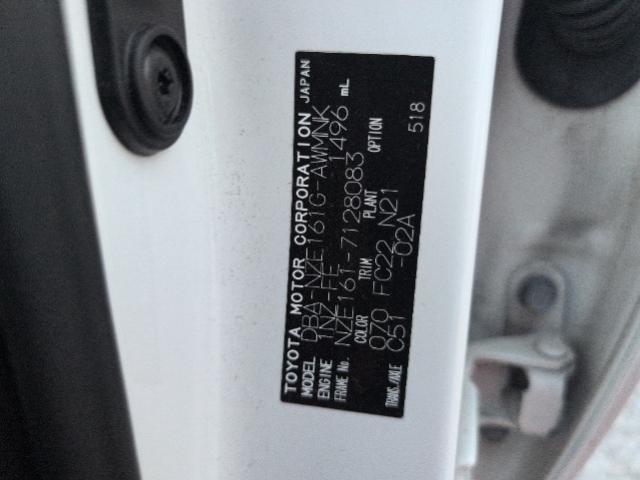 TOYOTA MOTOR CORPORATION JAPAN
MODEL DBA-NZE161G-AWMNK
ENGINE 1NZ-FE 1496 mL
FRAME No. NZE161-7128083
COLOR TRIM PLANT OPTION
070 FC22 N21
TRANS./AXLE C51 -02A 518